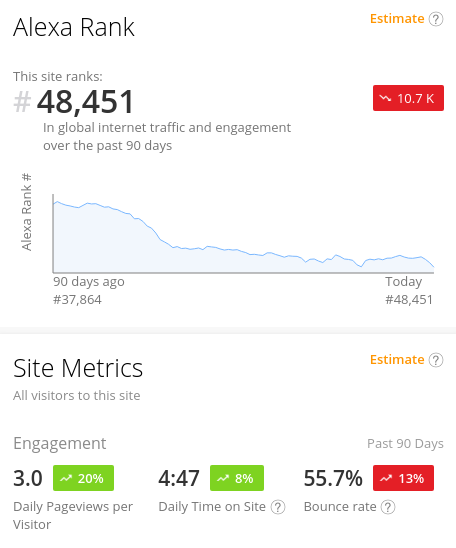 Alexa Rank
Estimate ?
This site ranks:
# 48,451
10.7 K
In global internet traffic and engagement
over the past 90 days
Alexa Rank #
90 days ago
Today
#37,864
#48,451
Site Metrics
Estimate ?
All visitors to this site
Engagement
Past 90 Days
3.0 20% 4:47 8% 55.7% 13%
Daily Pageviews per Daily Time on Site ? Bounce rate ?
Visitor